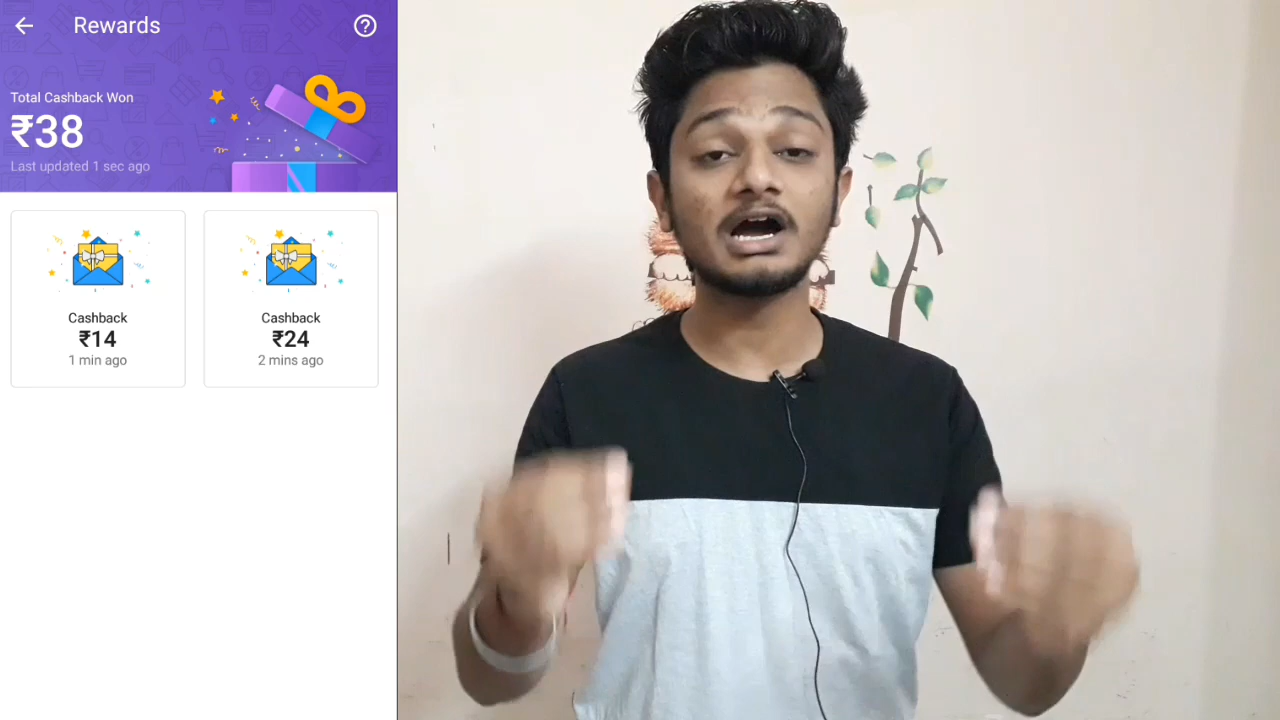 Rewards
Total Cashback Won
₹38
Last updated 1 sec ago
Cashback
₹14
1 min ago
Cashback
₹24
2 mins ago